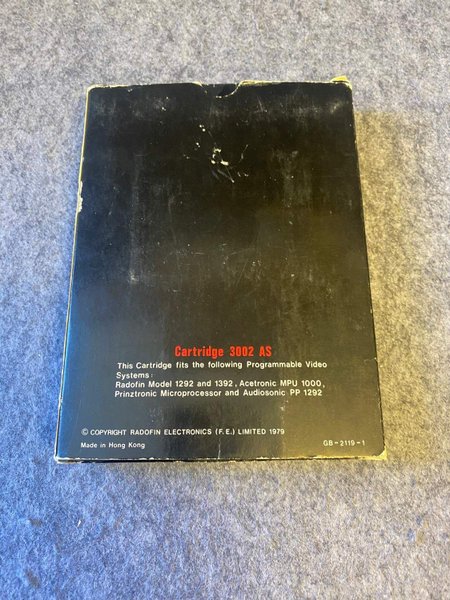 Cartridge 3002 AS
This Cartridge fits the following Programmable Video
Systems:
Radofin Model 1292 and 1392, Acetronic MPU 1000,
Prinztronic Microprocessor and Audiosonic PP 1292
© COPYRIGHT RADOFIN ELECTRONICS (F.E.) LIMITED 1979
Made in Hong Kong
GB-2119-1